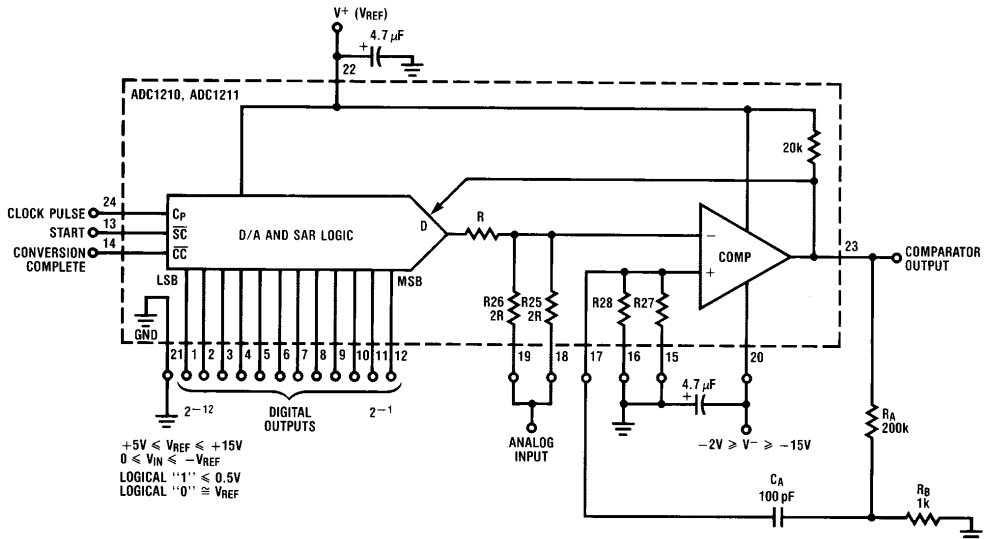 V+ (VREF)
+ 4.7 µF
22
ADC1210, ADC1211
20k
CLOCK PULSE
24
CP
START
13
SC
CONVERSION COMPLETE
14
CC
D/A AND SAR LOGIC
D
R
−
+
COMP
23
COMPARATOR OUTPUT
LSB
MSB
R26 2R
R25 2R
R28
R27
GND
21 1 2 3 4 5 6 7 8 9 10 11 12
19 18 17 16 15 20
2−12
DIGITAL OUTPUTS
2−1
ANALOG INPUT
4.7 µF
+
−2V ⩾ V− ⩾ −15V
RA 200k
+5V ⩽ VREF ⩽ +15V
0 ⩽ VIN ⩽ −VREF
LOGICAL "1" ⩽ 0.5V
LOGICAL "0" ≅ VREF
CA
100 pF
RB
1k